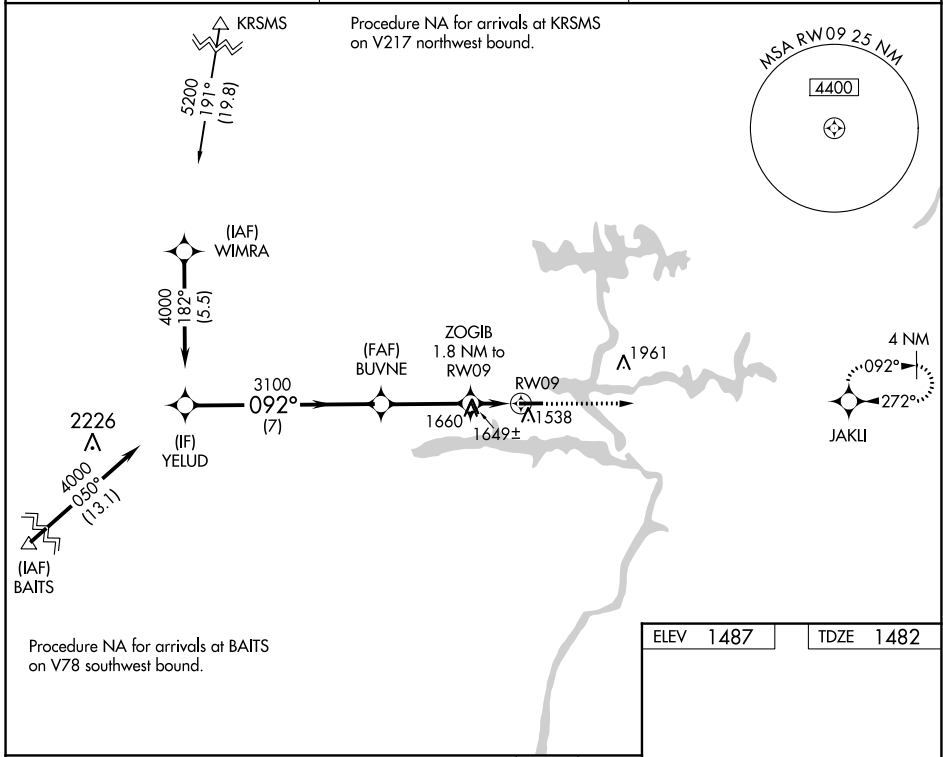 KRSMS
Procedure NA for arrivals at KRSMS
on V217 northwest bound.
MSA RW09 25 NM
4400
5200
191°
(19.8)
(IAF)
WIMRA
4000
182°
(5.5)
ZOGIB
1.8 NM to
RW09
(FAF)
BUVNE
RW09
1961
4 NM
092°
272°
JAKLI
3100
092°
(7)
1660
1649±
1538
2226
(IF)
YELUD
4000
050°
(13.1)
(IAF)
BAITS
Procedure NA for arrivals at BAITS
on V78 southwest bound.
ELEV 1487
TDZE 1482